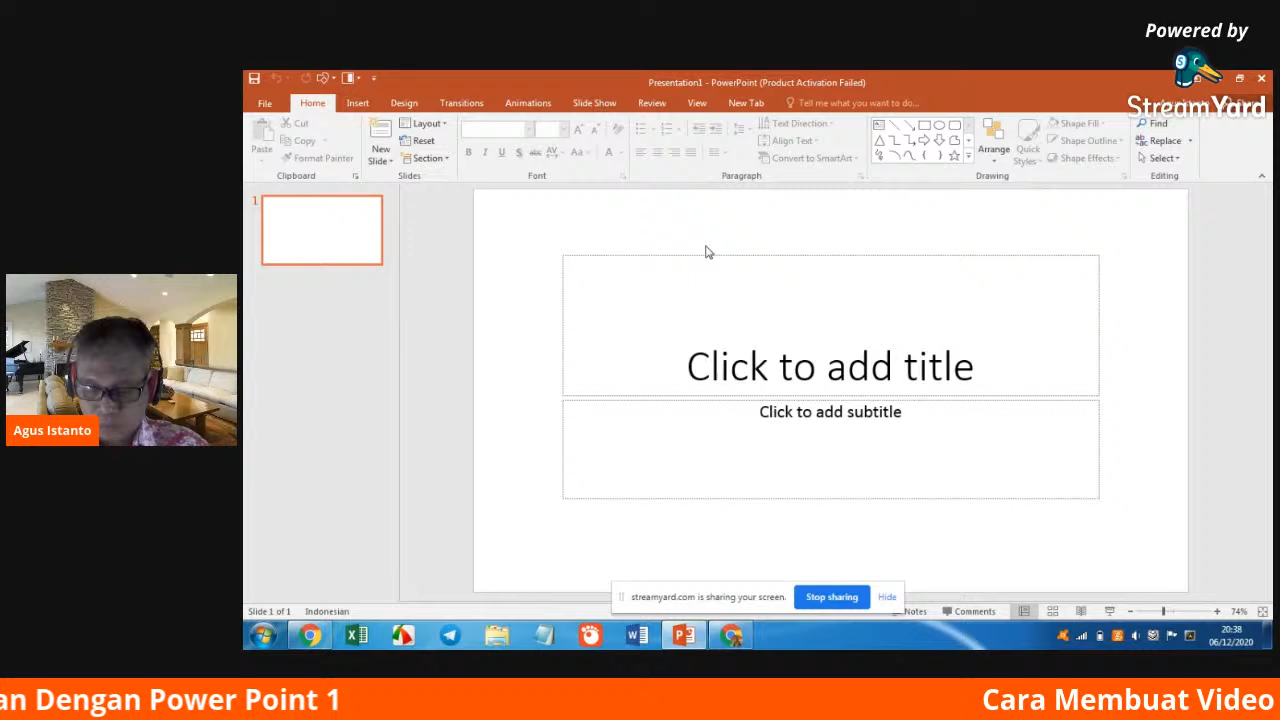 Powered by
StreamYard
Presentation1 - PowerPoint (Product Activation Failed)
File Home Insert Design Transitions Animations Slide Show Review View New Tab Tell me what you want to do...
Paste
Cut
Copy
Format Painter
Clipboard
New Slide
Layout
Reset
Section
Slides
B I U S abc AV Aa A
Font
Text Direction
Align Text
Convert to SmartArt
Paragraph
Arrange
Quick Styles
Shape Fill
Shape Outline
Shape Effects
Drawing
Find
Replace
Select
Editing
1
Click to add title
Click to add subtitle
Agus Istanto
streamyard.com is sharing your screen. Stop sharing Hide
Slide 1 of 1 Indonesian Notes Comments 74%
20:38
06/12/2020
an Dengan Power Point 1 Cara Membuat Video